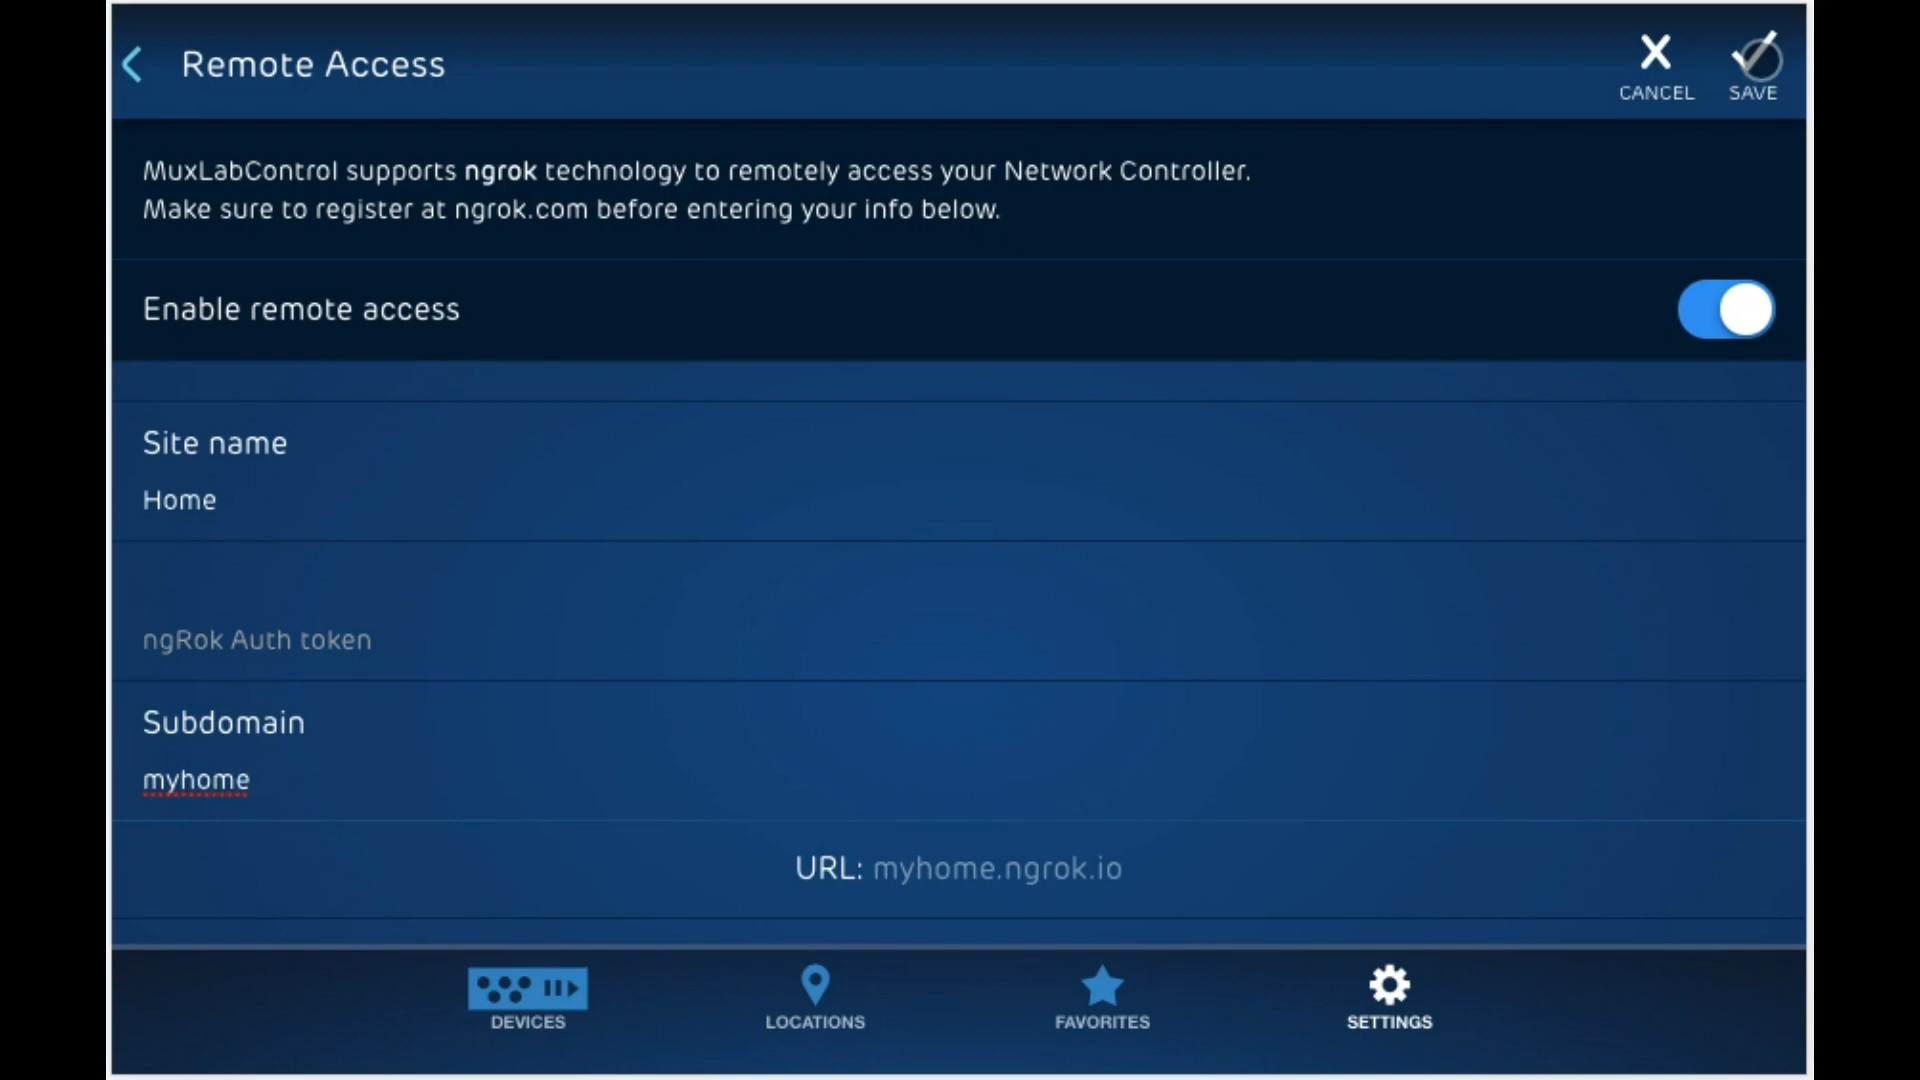 Remote Access
CANCEL
SAVE
MuxLabControl supports ngrok technology to remotely access your Network Controller.
Make sure to register at ngrok.com before entering your info below.
Enable remote access
Site name
Home
ngRok Auth token
Subdomain
myhome
URL: myhome.ngrok.io
DEVICES
LOCATIONS
FAVORITES
SETTINGS